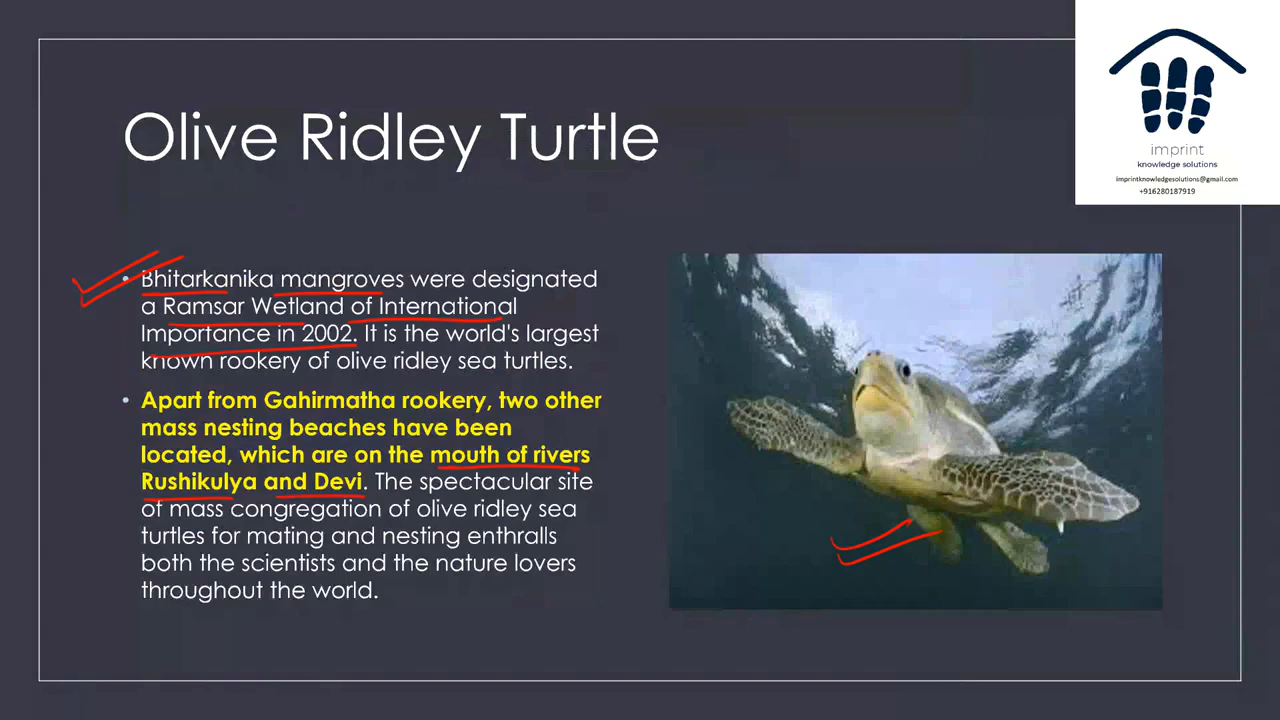 Olive Ridley Turtle
imprint
knowledge solutions
imprintknowledgesolutions@gmail.com
+916280187919
• Bhitarkanika mangroves were designated
a Ramsar Wetland of International
Importance in 2002. It is the world's largest
known rookery of olive ridley sea turtles.
• Apart from Gahirmatha rookery, two other
mass nesting beaches have been
located, which are on the mouth of rivers
Rushikulya and Devi. The spectacular site
of mass congregation of olive ridley sea
turtles for mating and nesting enthralls
both the scientists and the nature lovers
throughout the world.